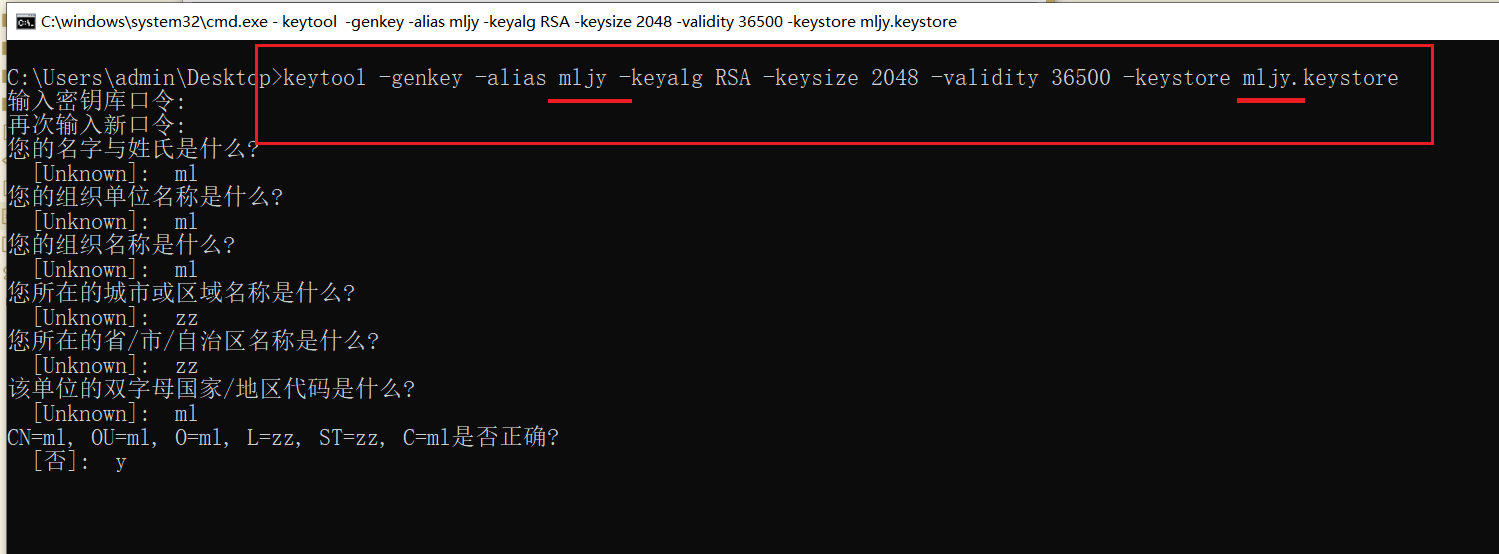 C:\windows\system32\cmd.exe - keytool  -genkey -alias mljy -keyalg RSA -keysize 2048 -validity 36500 -keystore mljy.keystore
C:\Users\admin\Desktop>keytool -genkey -alias mljy -keyalg RSA -keysize 2048 -validity 36500 -keystore mljy.keystore
输入密钥库口令:
再次输入新口令:
您的名字与姓氏是什么?
  [Unknown]:  ml
您的组织单位名称是什么?
  [Unknown]:  ml
您的组织名称是什么?
  [Unknown]:  ml
您所在的城市或区域名称是什么?
  [Unknown]:  zz
您所在的省/市/自治区名称是什么?
  [Unknown]:  zz
该单位的双字母国家/地区代码是什么?
  [Unknown]:  ml
CN=ml, OU=ml, O=ml, L=zz, ST=zz, C=ml是否正确?
  [否]:  y